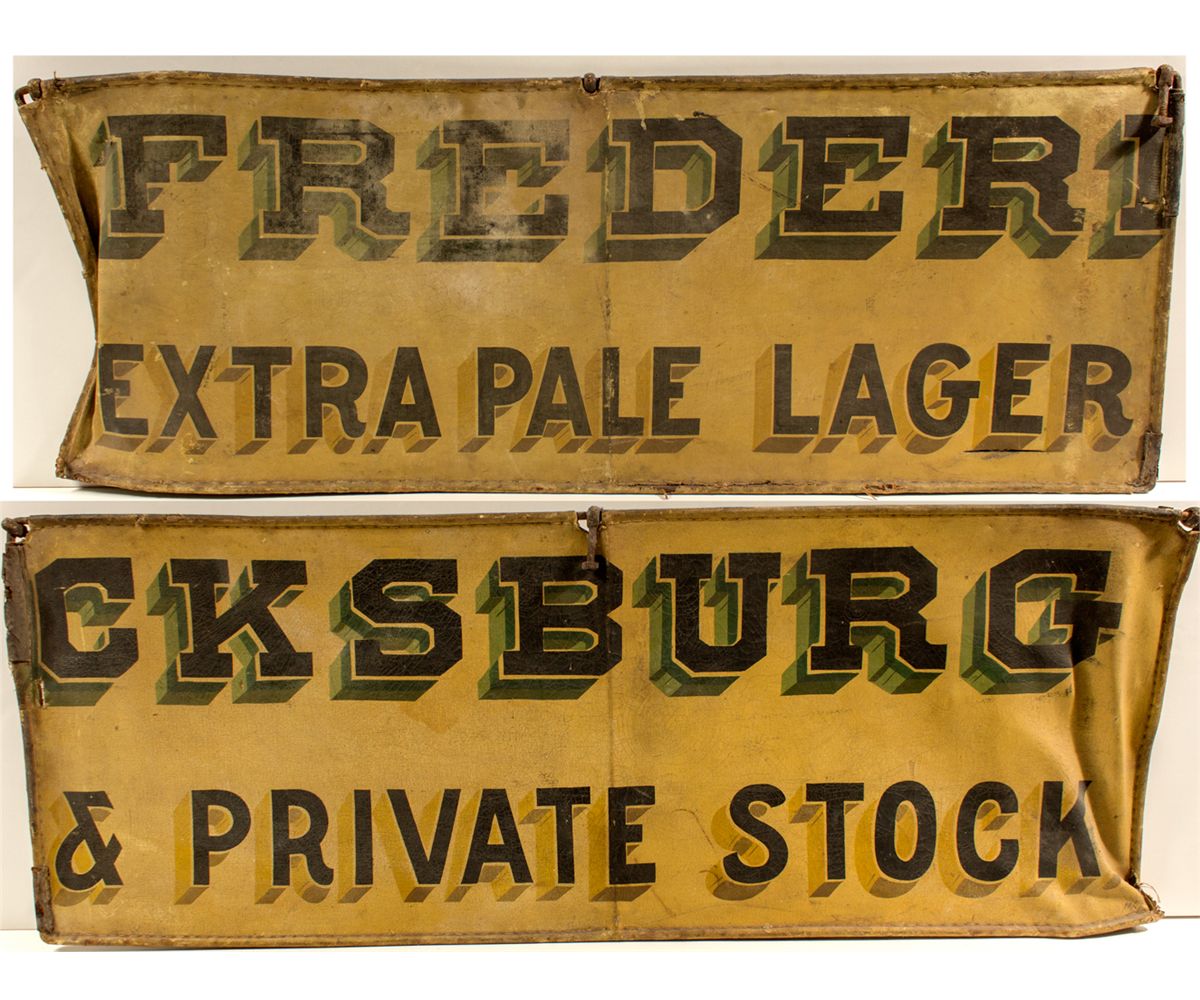 FREDERI
EXTRA PALE LAGER
CKSBURG
& PRIVATE STOCK